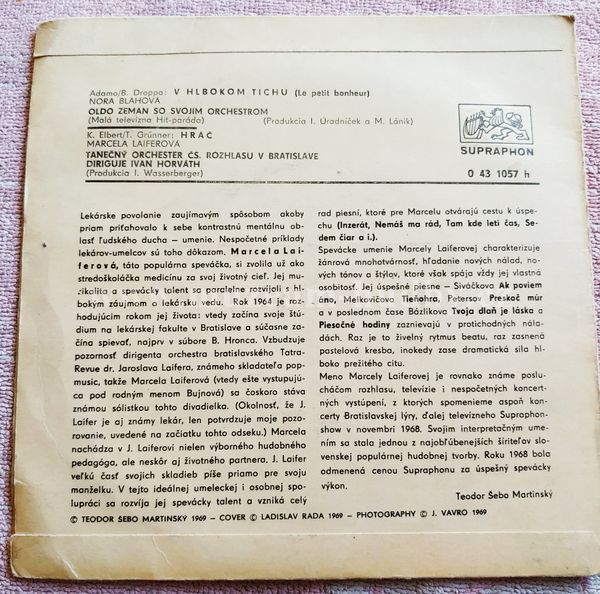 Adamo/B. Droppa: V HLBOKOM TICHU (Le petit bonheur)
NORA BLAHOVÁ
OLDO ZEMAN SO SVOJÍM ORCHESTROM
(Malá televízna Hit-paráda) (Produkcia I. Úradníček a M. Lánik)
K. Elbert/T. Grünner: HRÁČ
MARCELA LAIFEROVÁ
TANEČNÝ ORCHESTER ČS. ROZHLASU V BRATISLAVE
DIRIGUJE IVAN HORVÁTH
(Produkcia I. Wasserberger)
SUPRAPHON
0 43 1057 h
Lekárske povolanie zaujímavým spôsobom akoby
priam priťahovalo k sebe kontrastnú mentálnu ob-
lasť ľudského ducha – umenie. Nespočetné príklady
lekárov-umelcov sú toho dôkazom. Marcela Lai-
ferová, táto populárna speváčka, si zvolila už ako
stredoškoláčka medicínu za svoj životný cieľ. Jej mu-
zikalita a spevácky talent sa paralelne rozvíjali s hl-
bokým záujmom o lekársku vedu. Rok 1964 je roz-
hodujúcim rokom jej života: vtedy začína svoje štú-
dium na lekárskej fakulte v Bratislave a súčasne za-
čína spievať, najprv v súbore B. Hronca. Vzbudzuje
pozornosť dirigenta orchestra bratislavského Tatra-
Revue dr. Jaroslava Laifera, známeho skladateľa pop-
music, takže Marcela Laiferová (vtedy ešte vystupujú-
ca pod rodným menom Bujnová) sa čoskoro stáva
známou sólistkou tohto divadielka. (Okolnosť, že J.
Laifer je aj známy lekár, len potvrdzuje moje pozo-
rovanie, uvedené na začiatku tohto odseku.) Marcela
nachádza v J. Laiferovi nielen výborného hudobného
pedagóga, ale neskôr aj životného partnera. J. Laifer
veľkú časť svojich skladieb píše priamo pre svoju
manželku. V tejto ideálnej umeleckej i osobnej spo-
lupráci sa rozvíja jej spevácky talent a vzniká celý
rad piesní, ktoré pre Marcelu otvárajú cestu k úspe-
chu (Inzerát, Nemáš ma rád, Tam kde letí čas, Se-
dem čiar a i.).
Spevácke umenie Marcely Laiferovej charakterizuje
žánrová mnohotvárnosť, hľadanie nových nálad, no-
vých tónov a štýlov, ktoré však spája vždy jej vlastná
osobitosť. Jej úspešné piesne – Siváčkova Ak poviem
áno, Melkovičova Tieňohra, Petersov Preskoč múr
a v poslednom čase Bázlikova Tvoja dlaň je láska a
Piesočné hodiny zaznievajú v protichodných nála-
dách. Raz je to živelný rytmus beatu, raz zasnená
pastelová kresba, inokedy zase dramatická sila hl-
boko prežitého citu.
Meno Marcely Laiferovej je rovnako známe poslu-
cháčom rozhlasu, televízie i nespočetných koncert-
ných vystúpení, z ktorých spomenieme aspoň kon-
certy Bratislavskej lýry, ďalej televízneho Supraphon-
show v novembri 1968. Svojim interpretačným ume-
ním sa stala jednou z najobľúbenejších šíriteľov slo-
venskej populárnej hudobnej tvorby. Roku 1968 bola
odmenená cenou Supraphonu za úspešný spevácky
výkon.
Teodor Šebo Martinský
© TEODOR ŠEBO MARTINSKÝ 1969 – COVER © LADISLAV RADA 1969 – PHOTOGRAPHY © J. VAVRO 1969